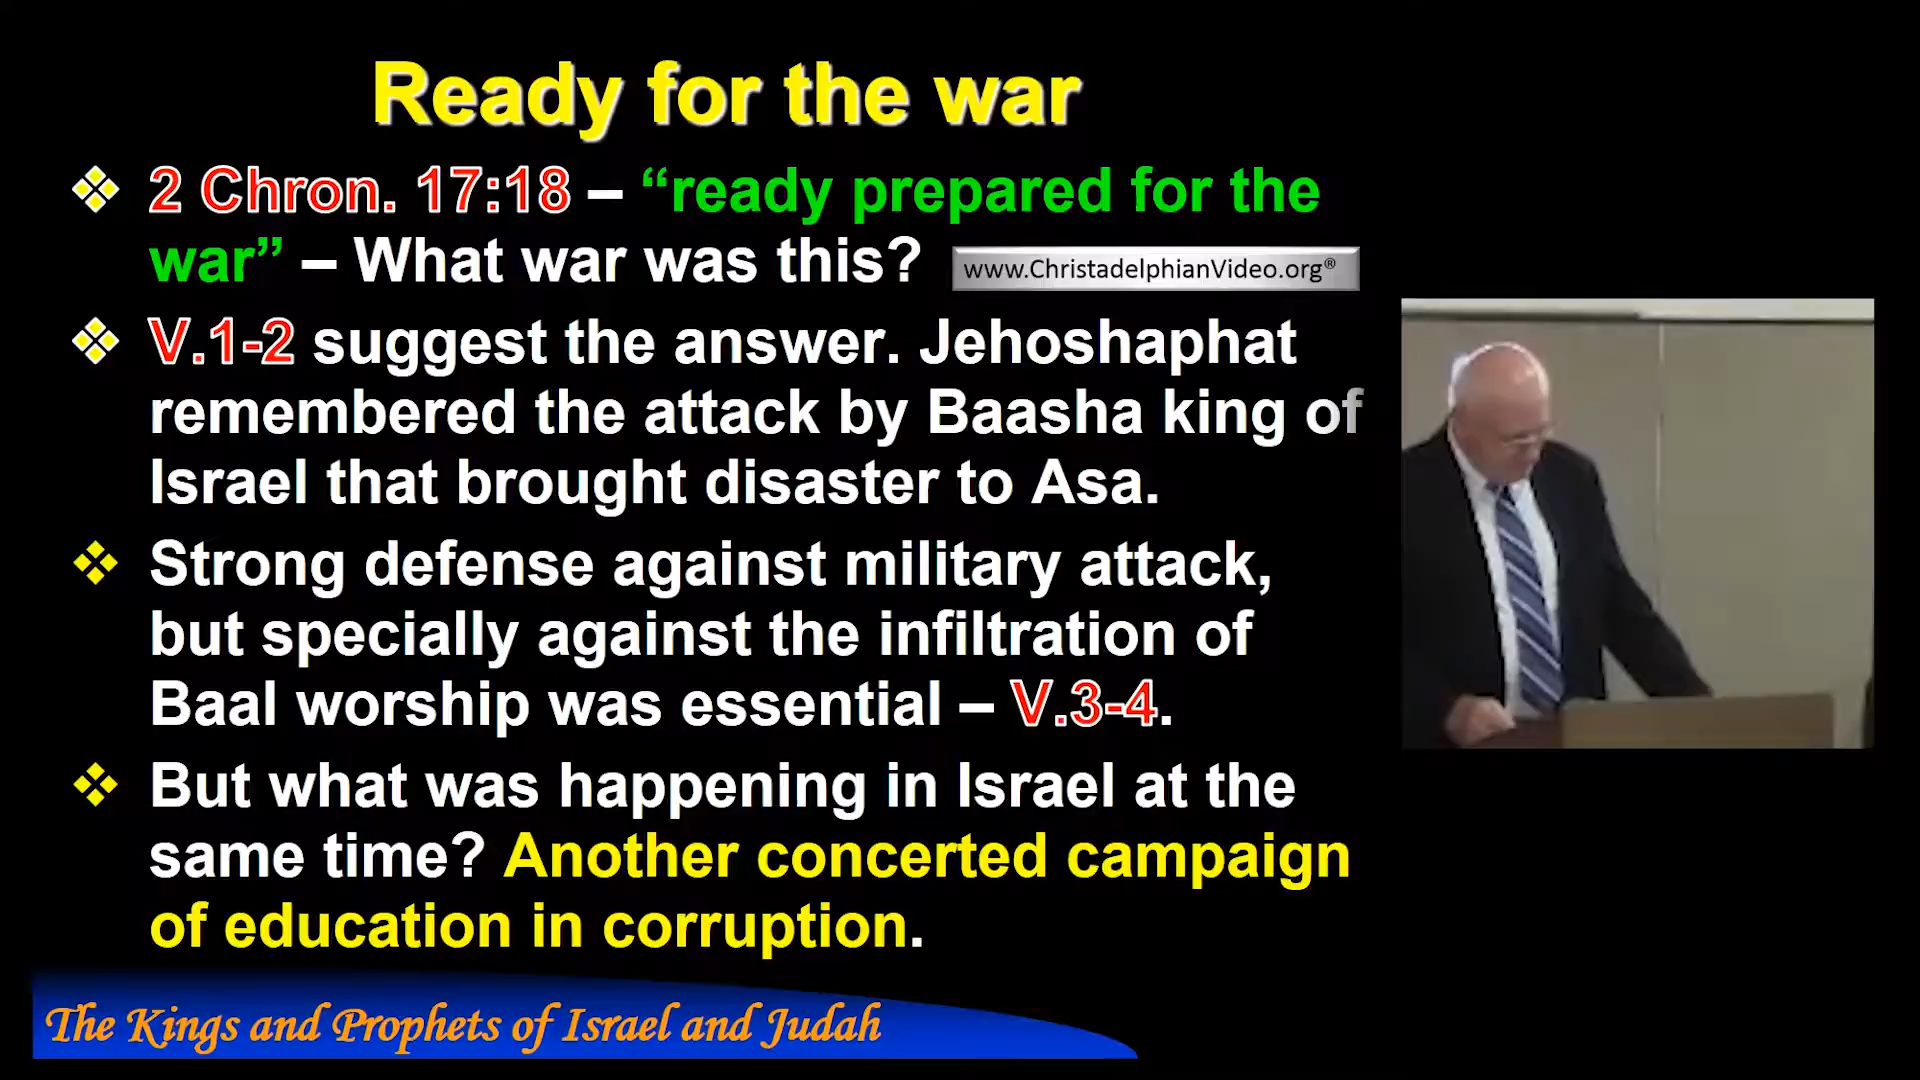 Ready for the war
❖ 2 Chron. 17:18 – “ready prepared for the
war” – What war was this?
www.ChristadelphianVideo.org®
❖ V.1-2 suggest the answer. Jehoshaphat
remembered the attack by Baasha king of
Israel that brought disaster to Asa.
❖ Strong defense against military attack,
but specially against the infiltration of
Baal worship was essential – V.3-4.
❖ But what was happening in Israel at the
same time? Another concerted campaign
of education in corruption.
The Kings and Prophets of Israel and Judah